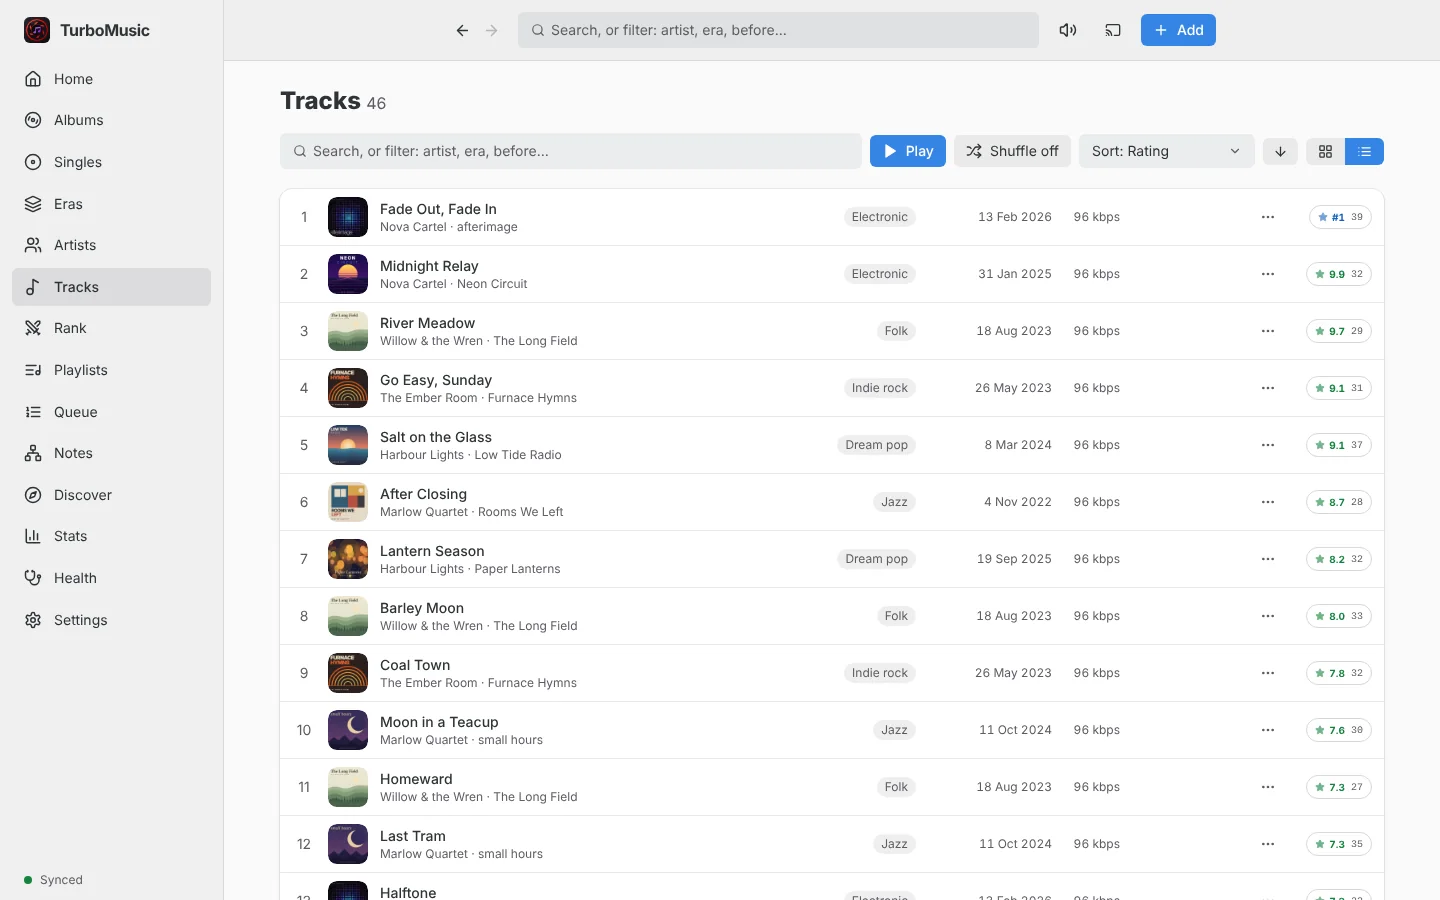 TurboMusic
Search, or filter: artist, era, before...
Add
Home
Albums
Singles
Eras
Artists
Tracks
Rank
Playlists
Queue
Notes
Discover
Stats
Health
Settings
Synced
Tracks 46
Search, or filter: artist, era, before...
Play
Shuffle off
Sort: Rating
1 Fade Out, Fade In Electronic 13 Feb 2026 96 kbps ... #1 39
Nova Cartel · afterimage
2 Midnight Relay Electronic 31 Jan 2025 96 kbps ... 9.9 32
Nova Cartel · Neon Circuit
3 River Meadow Folk 18 Aug 2023 96 kbps ... 9.7 29
Willow & the Wren · The Long Field
4 Go Easy, Sunday Indie rock 26 May 2023 96 kbps ... 9.1 31
The Ember Room · Furnace Hymns
5 Salt on the Glass Dream pop 8 Mar 2024 96 kbps ... 9.1 37
Harbour Lights · Low Tide Radio
6 After Closing Jazz 4 Nov 2022 96 kbps ... 8.7 28
Marlow Quartet · Rooms We Left
7 Lantern Season Dream pop 19 Sep 2025 96 kbps ... 8.2 32
Harbour Lights · Paper Lanterns
8 Barley Moon Folk 18 Aug 2023 96 kbps ... 8.0 33
Willow & the Wren · The Long Field
9 Coal Town Indie rock 26 May 2023 96 kbps ... 7.8 32
The Ember Room · Furnace Hymns
10 Moon in a Teacup Jazz 11 Oct 2024 96 kbps ... 7.6 30
Marlow Quartet · small hours
11 Homeward Folk 18 Aug 2023 96 kbps ... 7.3 27
Willow & the Wren · The Long Field
12 Last Tram Jazz 11 Oct 2024 96 kbps ... 7.3 35
Marlow Quartet · small hours
Halftone